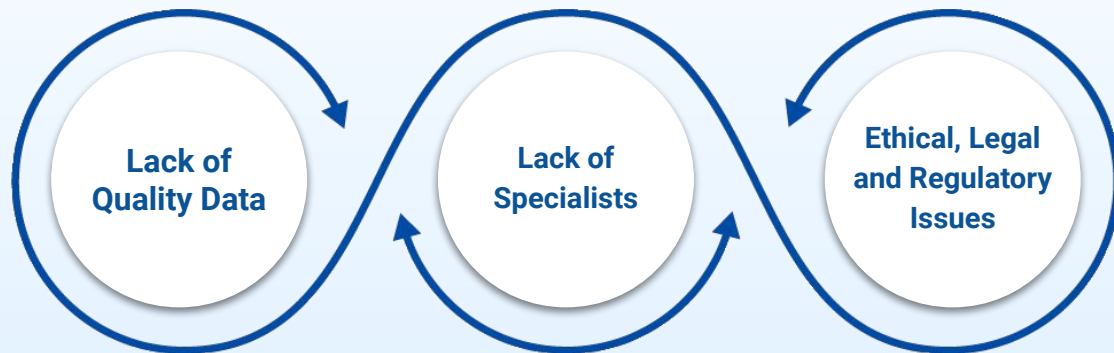 Lack of
Quality Data
Lack of
Specialists
Ethical, Legal
and Regulatory
Issues